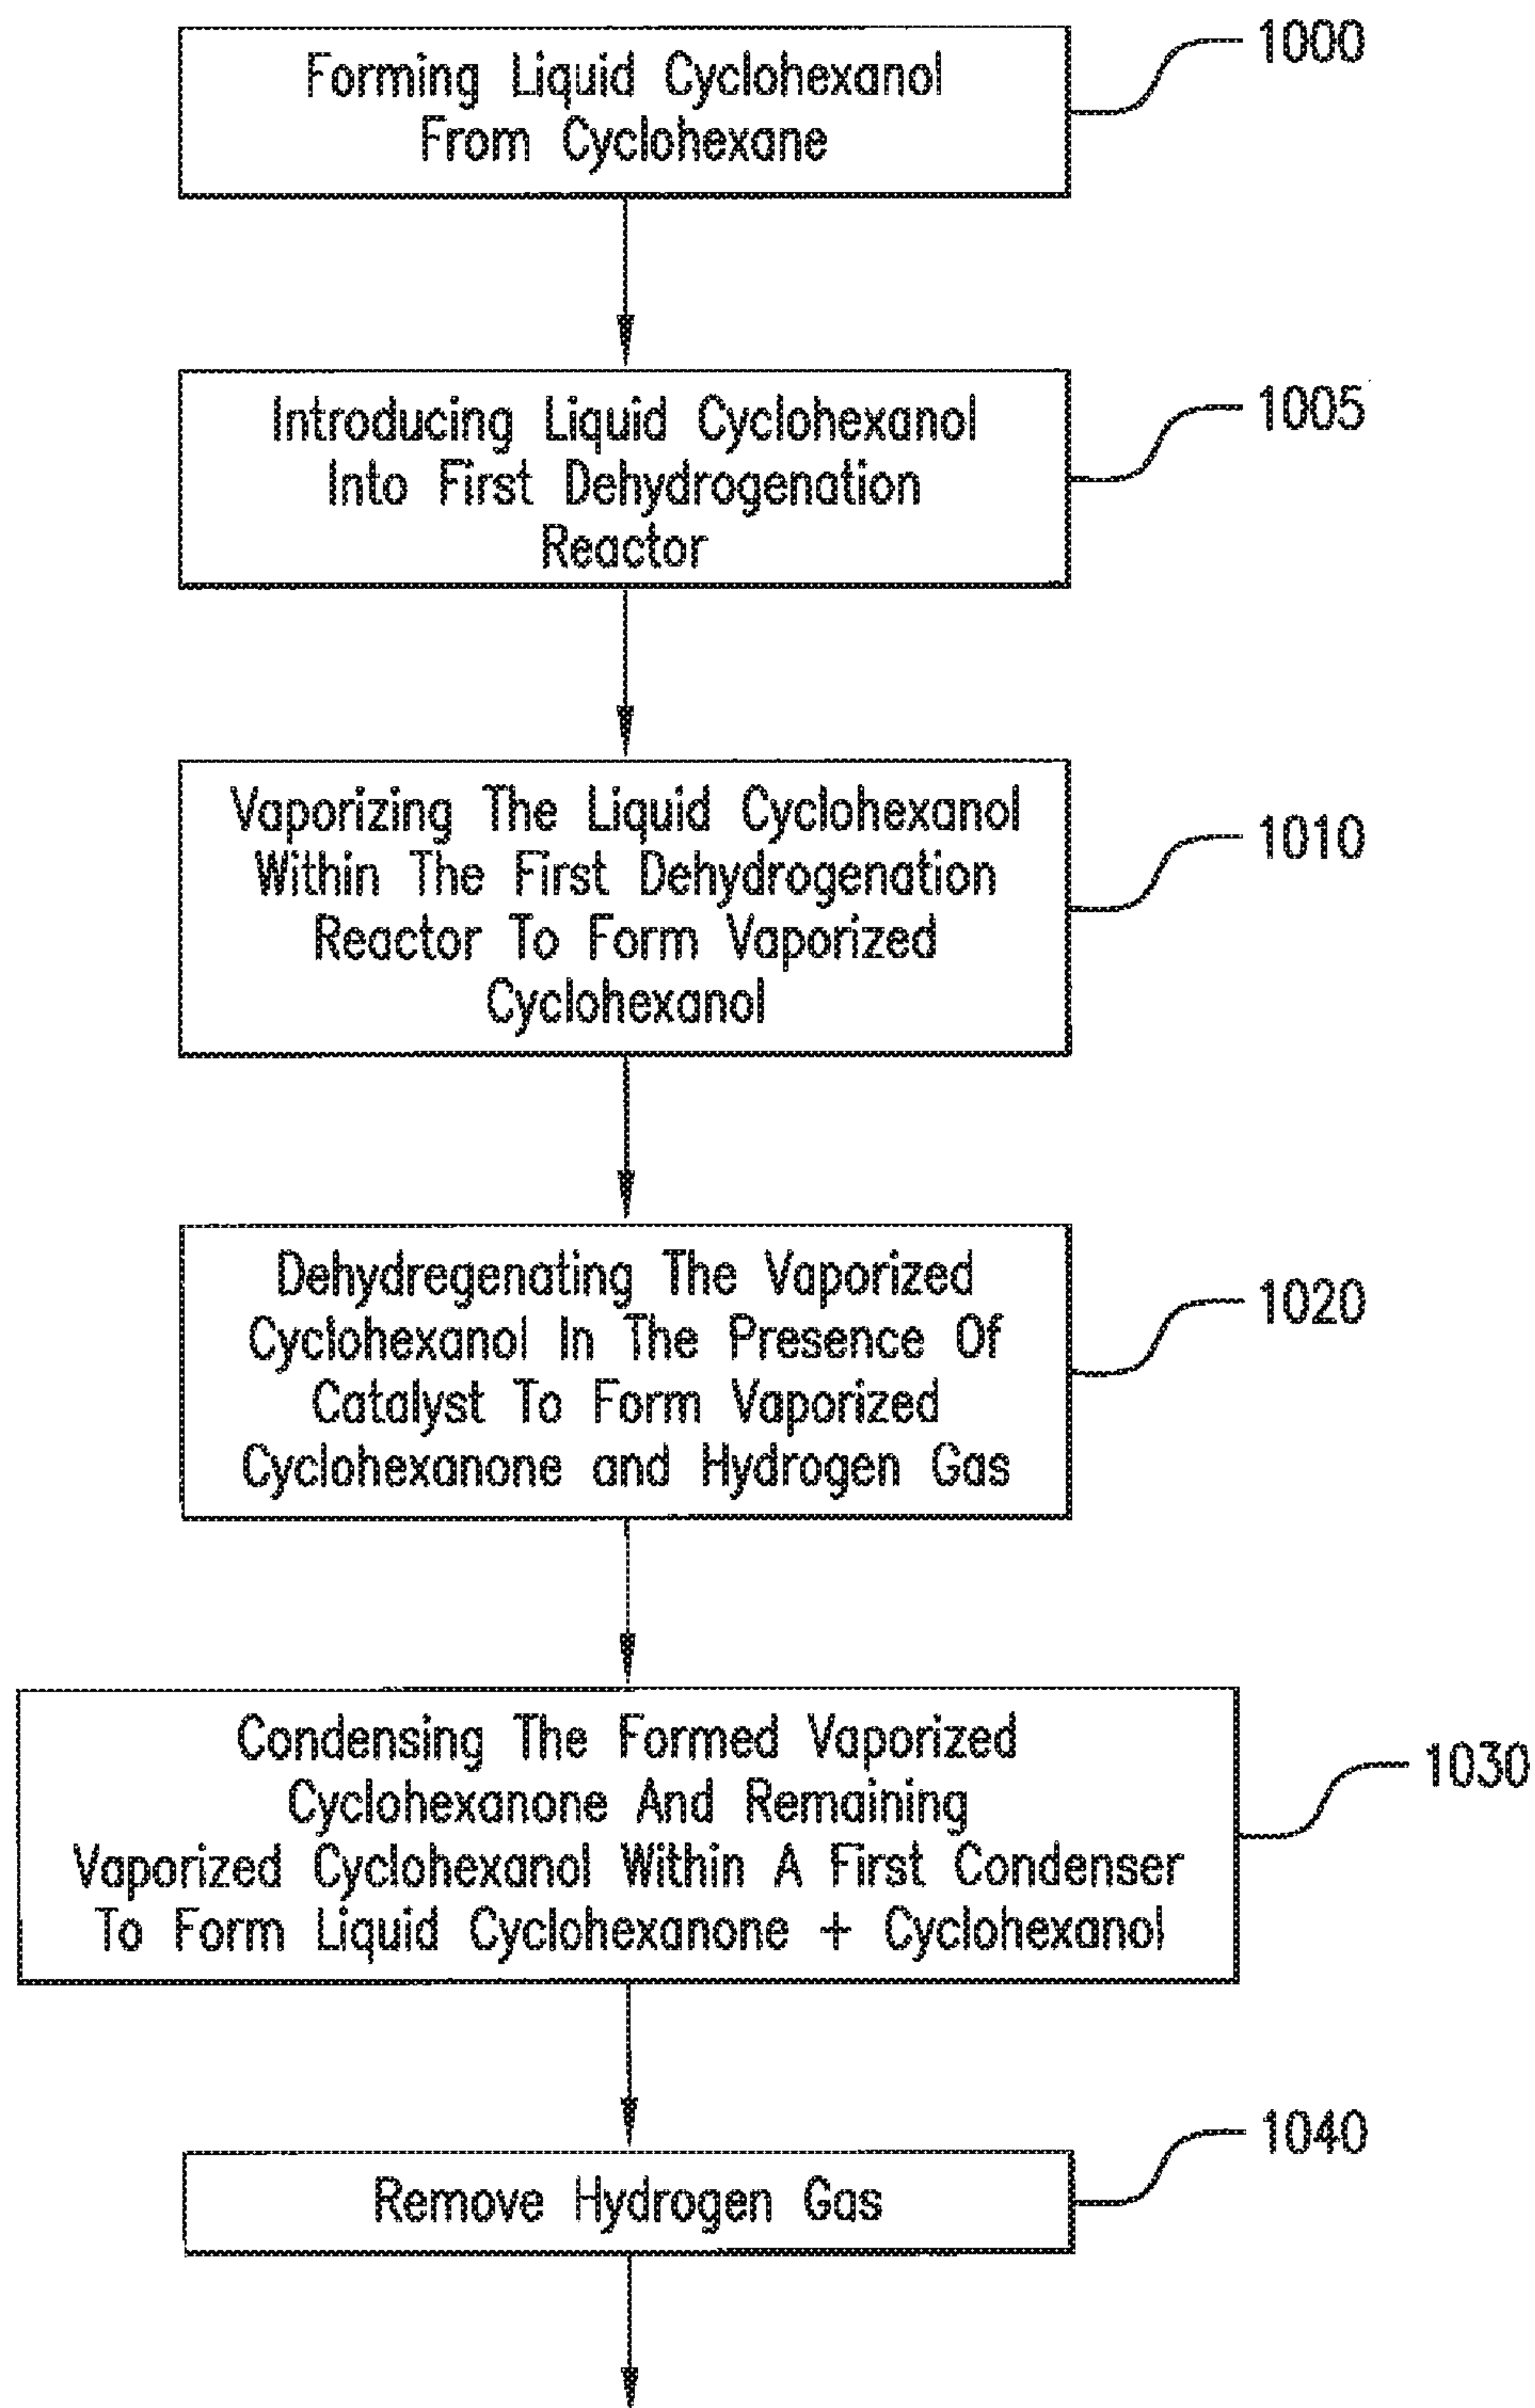 Forming Liquid Cyclohexanol
From Cyclohexane
1000
Introducing Liquid Cyclohexanol
Into First Dehydrogenation
Reactor
1005
Vaporizing The Liquid Cyclohexanol
Within The First Dehydrogenation
Reactor To Form Vaporized
Cyclohexanol
1010
Dehydregenating The Vaporized
Cyclohexanol In The Presence Of
Catalyst To Form Vaporized
Cyclohexanone and Hydrogen Gas
1020
Condensing The Formed Vaporized
Cyclohexanone And Remaining
Vaporized Cyclohexanol Within A First Condenser
To Form Liquid Cyclohexanone + Cyclohexanol
1030
Remove Hydrogen Gas
1040